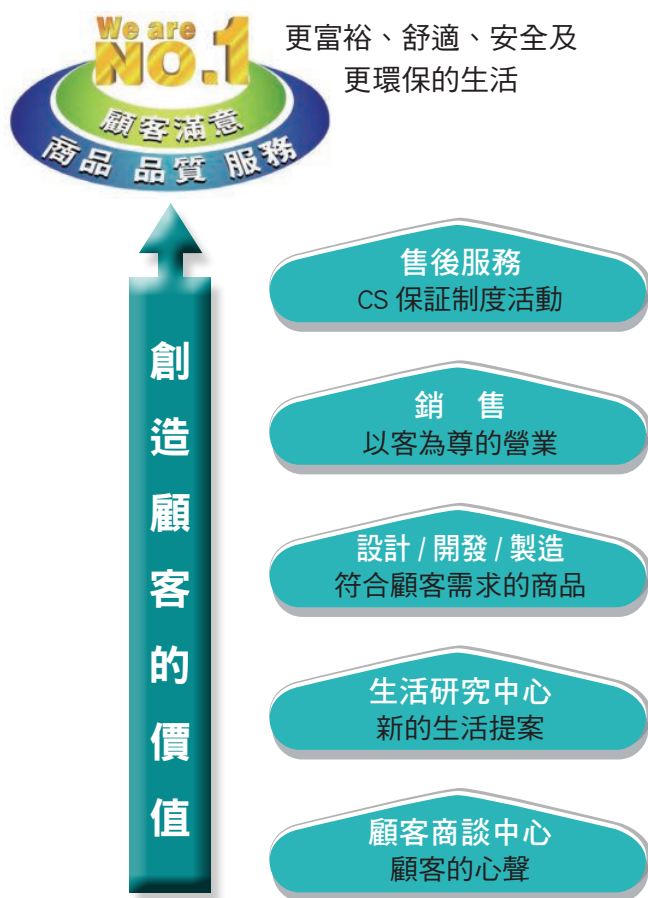 We are
NO.1
顧客滿意
商品 品質 服務
更富裕、舒適、安全及
更環保的生活
創造顧客的價值
售後服務
CS 保証制度活動
銷 售
以客為尊的營業
設計 / 開發 / 製造
符合顧客需求的商品
生活研究中心
新的生活提案
顧客商談中心
顧客的心聲